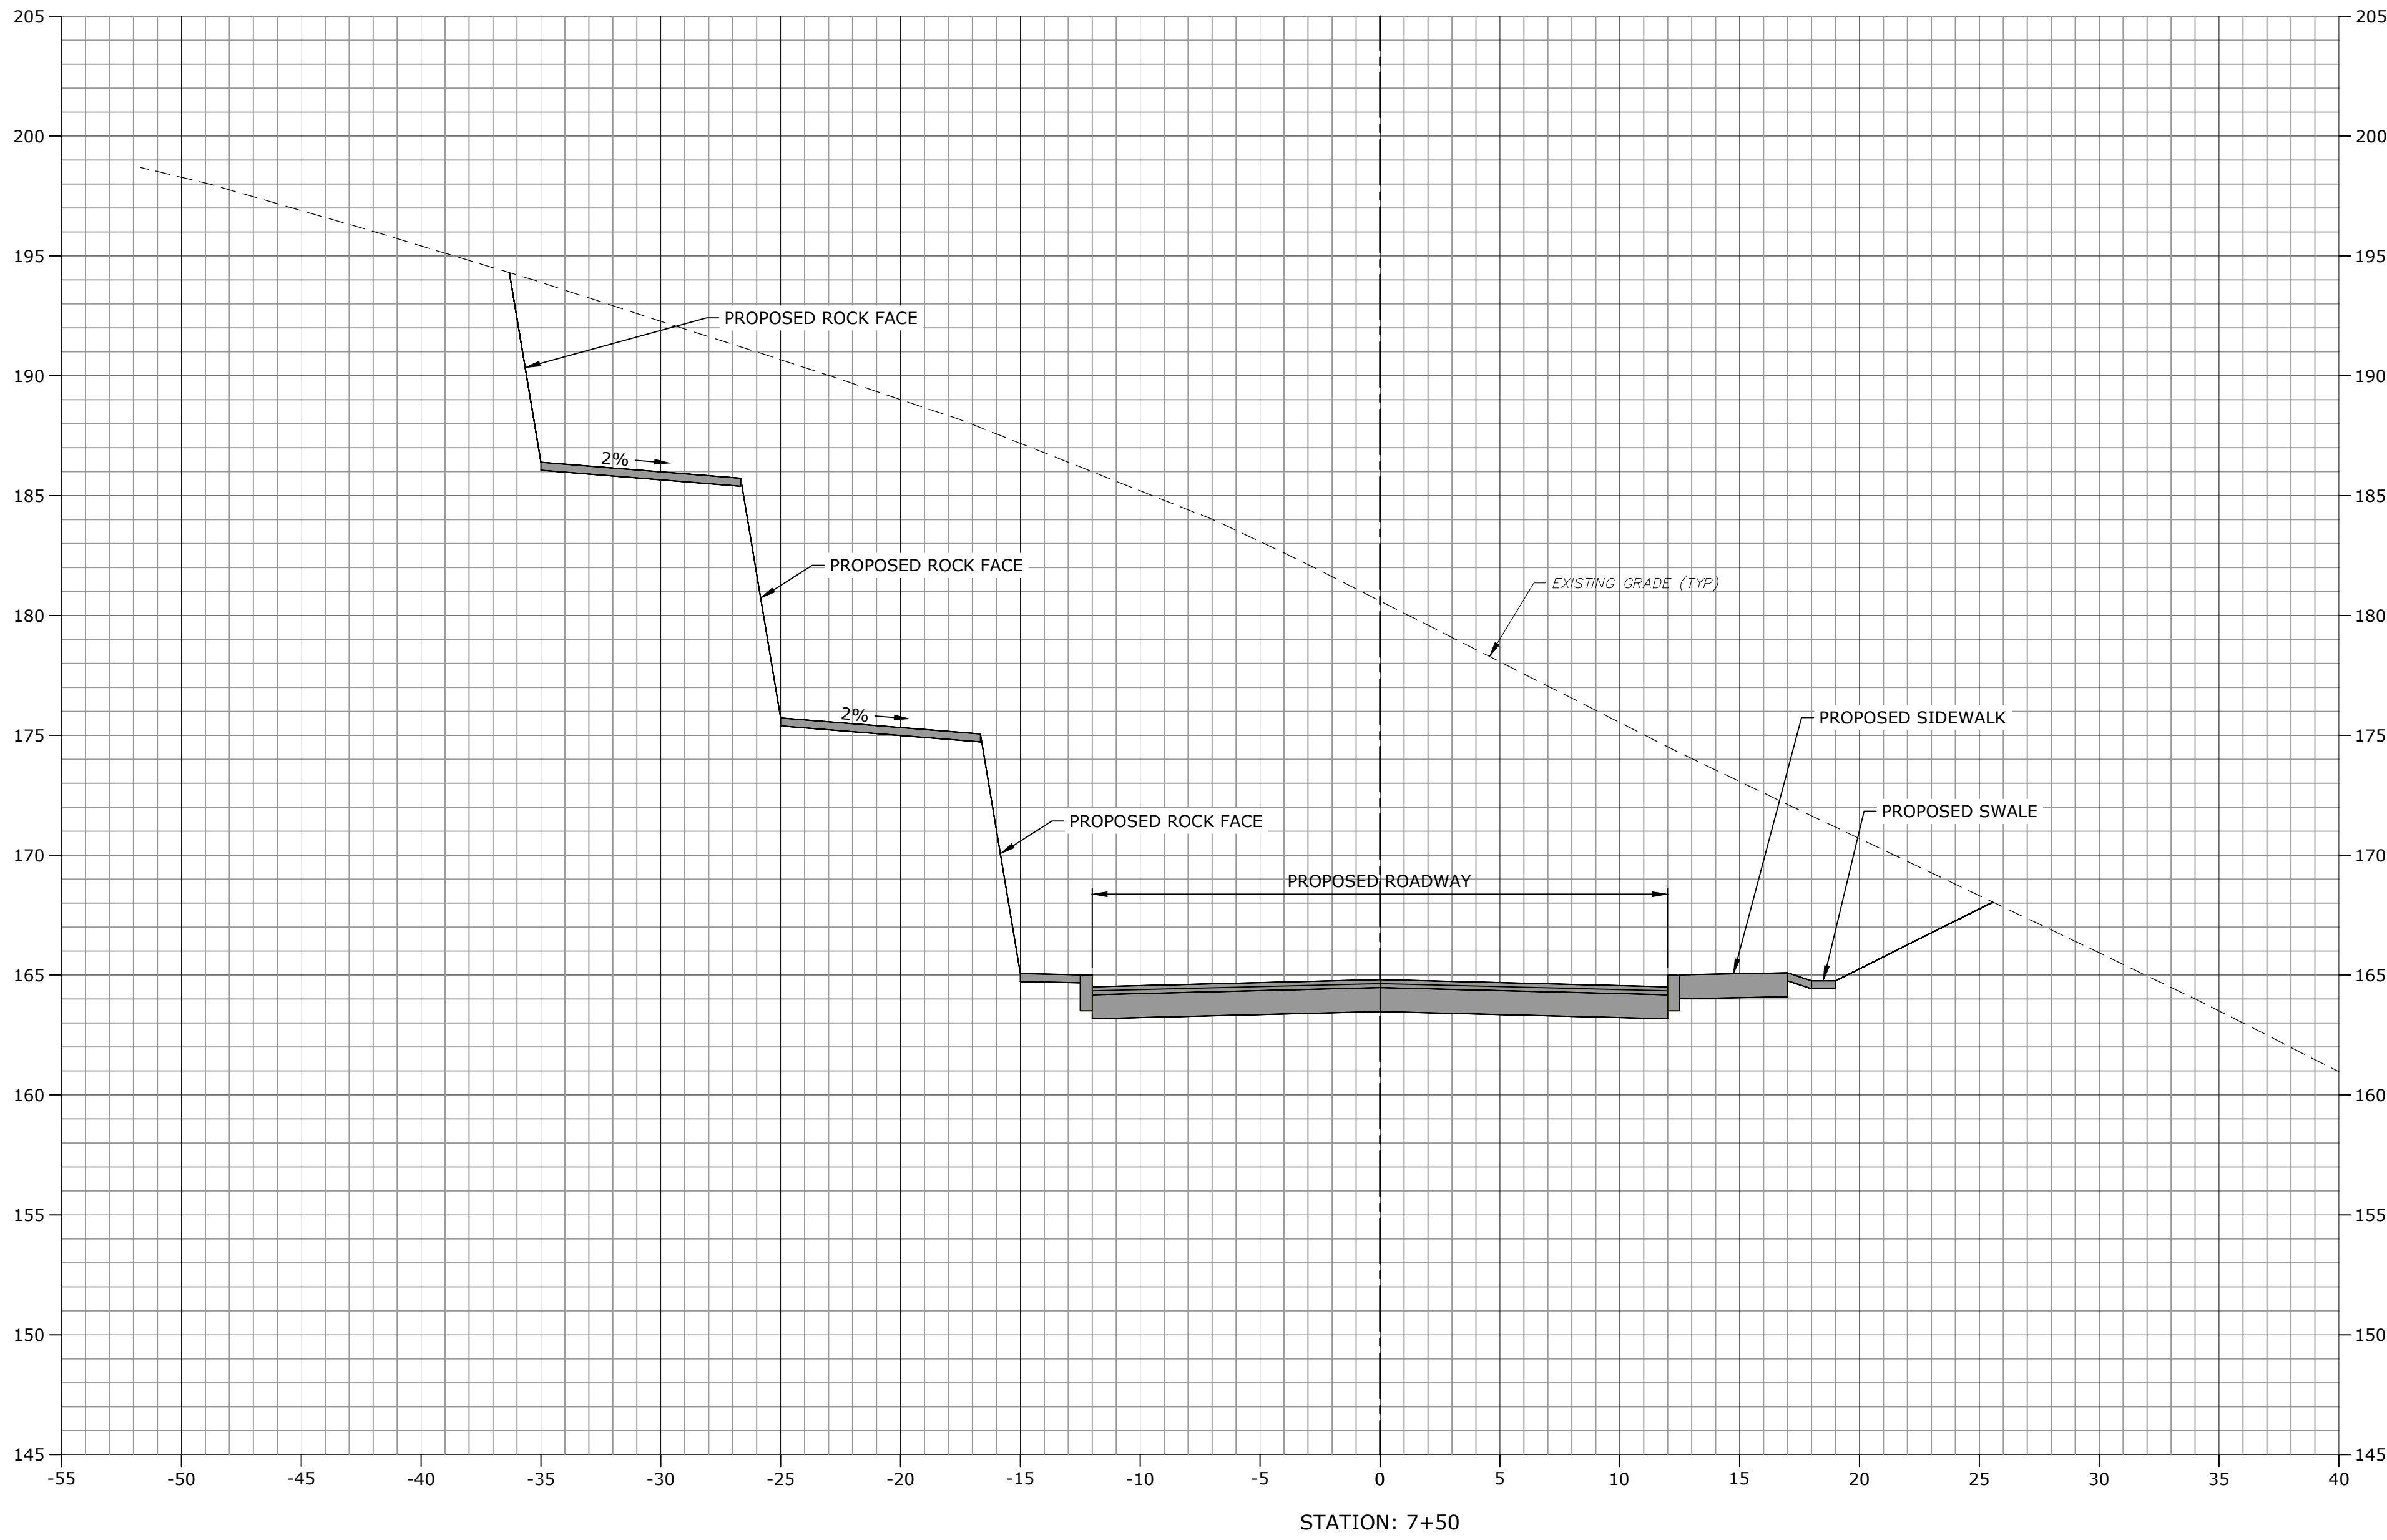 205 205
200 200
195 195
PROPOSED ROCK FACE
190 190
2%
185 185
PROPOSED ROCK FACE
EXISTING GRADE (TYP)
180 180
2%
PROPOSED SIDEWALK
175 175
PROPOSED ROCK FACE
PROPOSED SWALE
170 170
PROPOSED ROADWAY
165 165
160 160
155 155
150 150
145 145
-55 -50 -45 -40 -35 -30 -25 -20 -15 -10 -5 0 5 10 15 20 25 30 35 40
STATION: 7+50